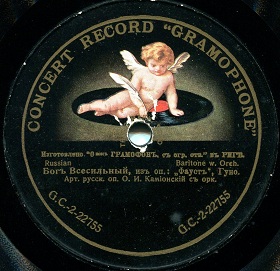 CONCERT RECORD "GRAMOPHONE"
Изготовлено "О-вомъ ГРАМОФОНЪ, съ огр. отв." въ РИГѢ.
Russian Baritone w. Orch.
Богъ Всесильный, изъ оп.: „Фаустъ", Гуно.
Арт. русск. оп. О. И. Каміонскій съ орк.
G.C.-2-22755
G.C.-2-22755